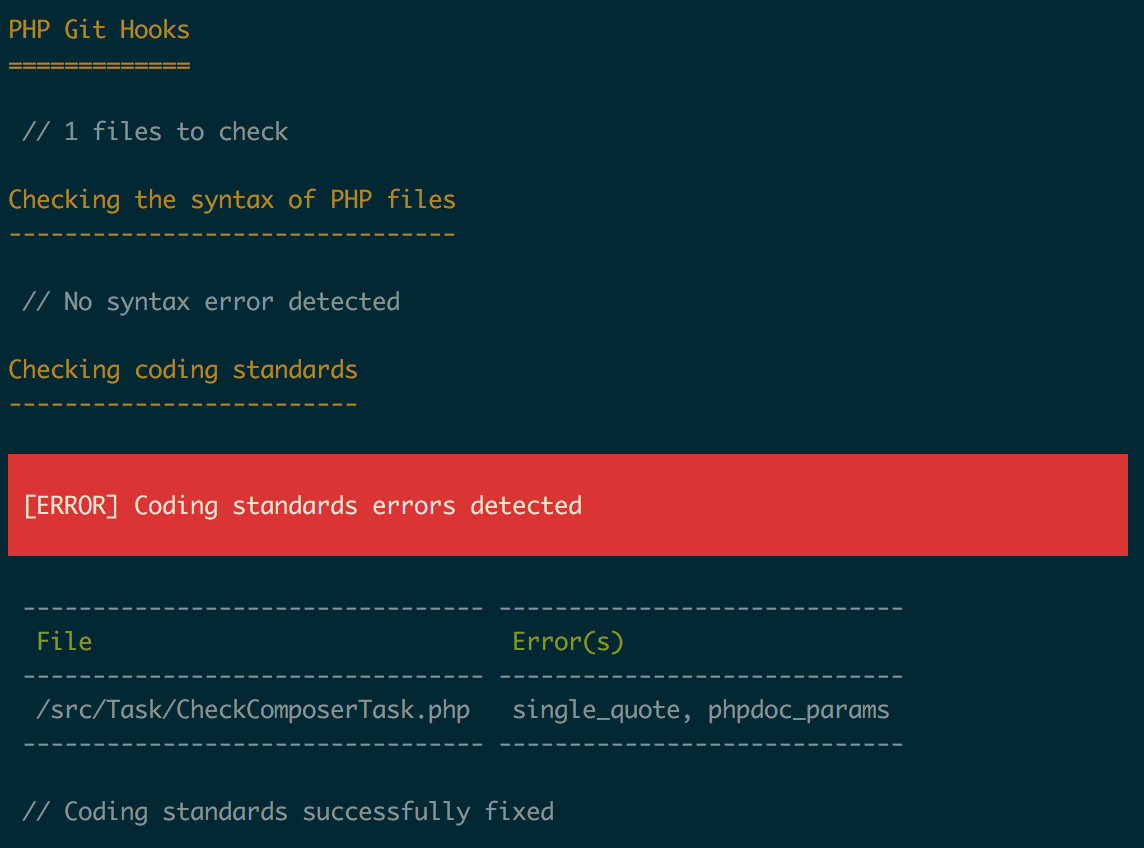 PHP Git Hooks
=============
// 1 files to check
Checking the syntax of PHP files
--------------------------------
// No syntax error detected
Checking coding standards
-------------------------
[ERROR] Coding standards errors detected
--------------------------------- -----------------------------
File Error(s)
--------------------------------- -----------------------------
/src/Task/CheckComposerTask.php single_quote, phpdoc_params
--------------------------------- -----------------------------
// Coding standards successfully fixed